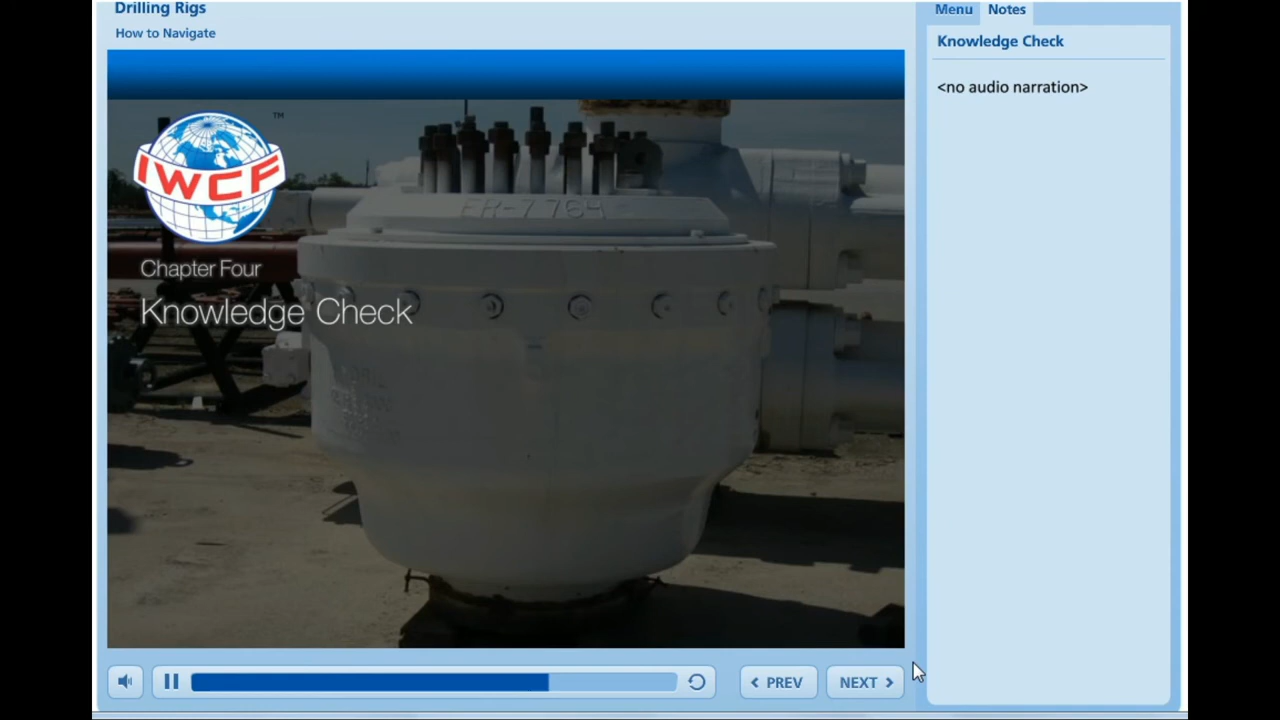 Drilling Rigs
How to Navigate
Menu Notes
Knowledge Check
<no audio narration>
TM
IWCF
Chapter Four
Knowledge Check
PREV
NEXT